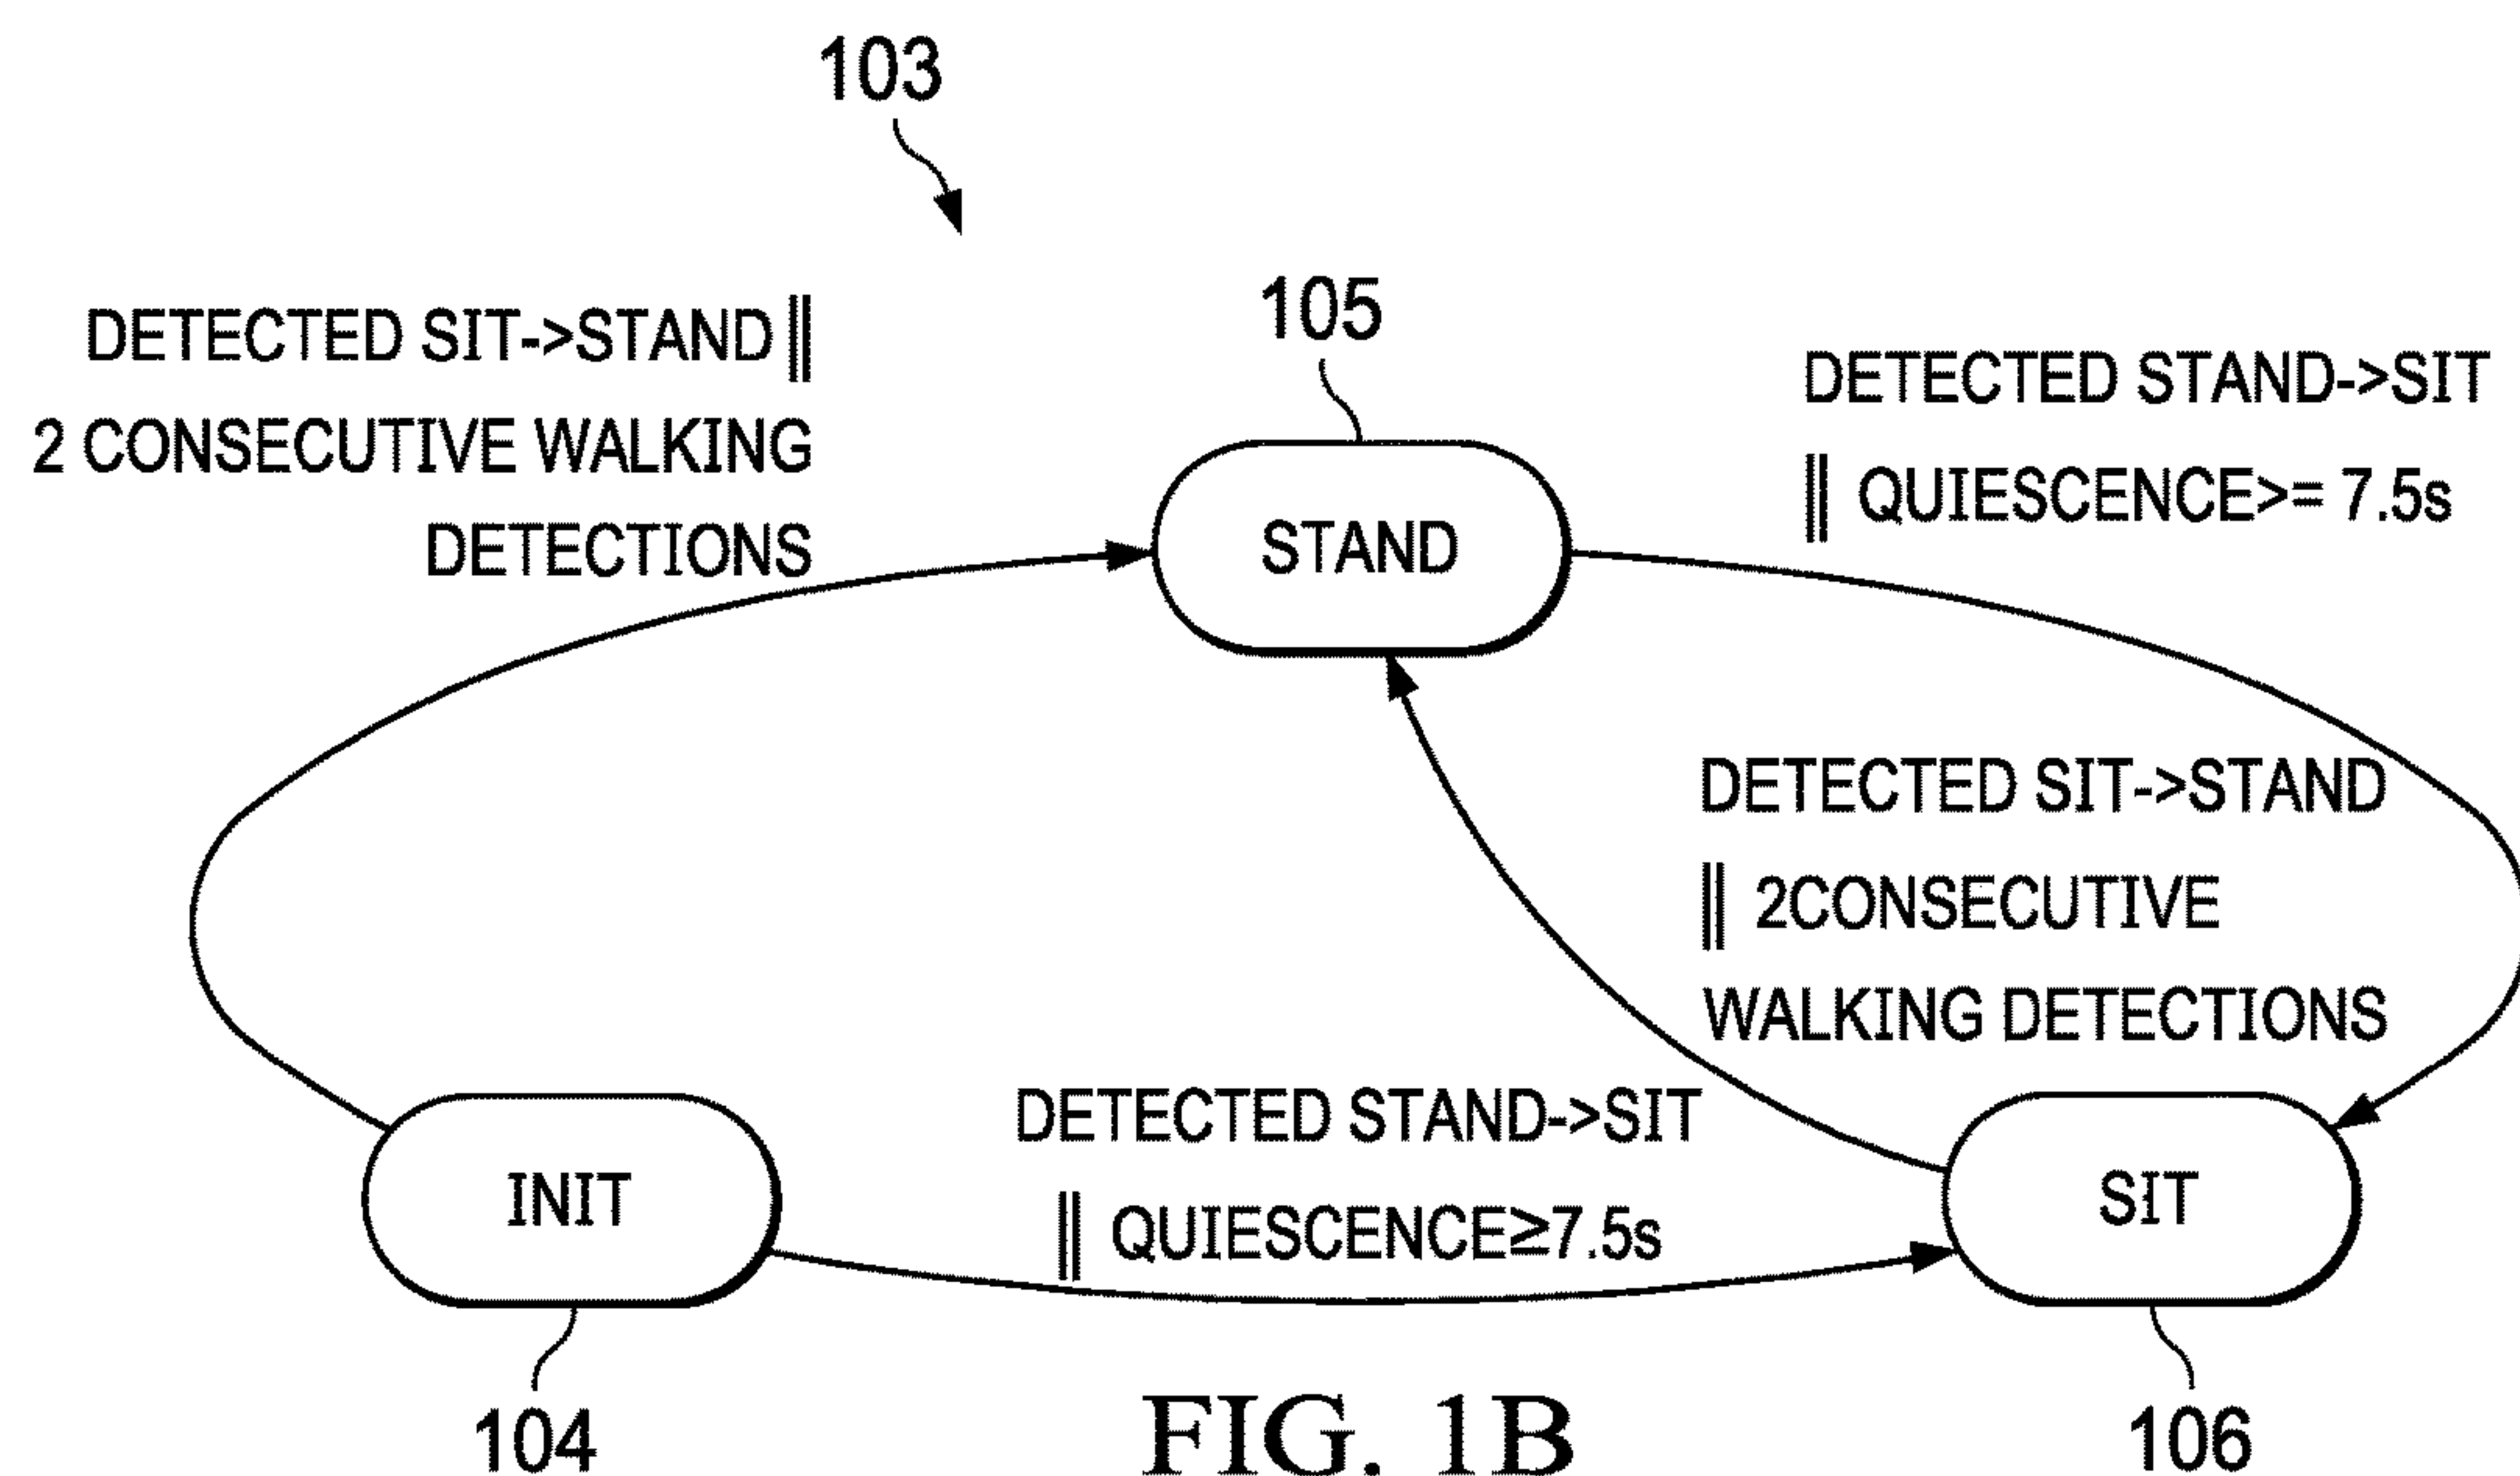 103
DETECTED SIT->STAND ||
2 CONSECUTIVE WALKING
DETECTIONS
105
DETECTED STAND->SIT
|| QUIESCENCE>= 7.5s
STAND
DETECTED SIT->STAND
|| 2CONSECUTIVE
WALKING DETECTIONS
DETECTED STAND->SIT
|| QUIESCENCE≥7.5s
INIT
SIT
104
106
FIG. 1B